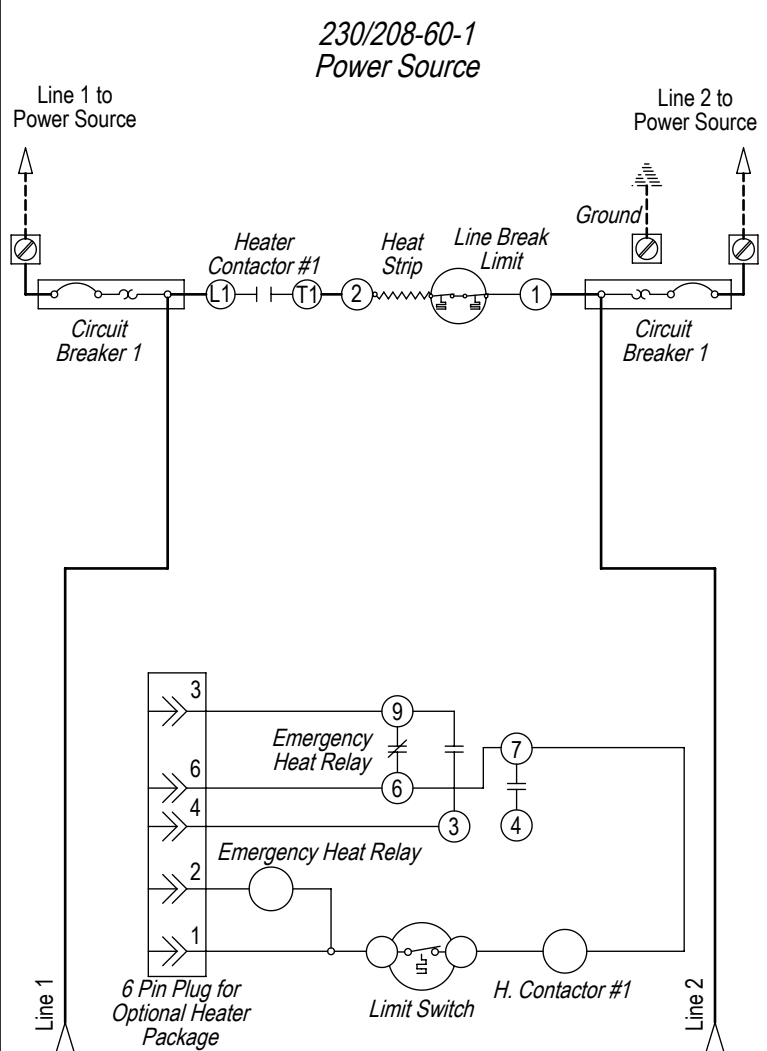 230/208-60-1
Power Source
Line 1 to
Power Source
Line 2 to
Power Source
Ground
Heater
Contactor #1
Heat
Strip
Line Break
Limit
L1
T1
2
1
Circuit
Breaker 1
Circuit
Breaker 1
3
9
Emergency
Heat Relay
7
6
6
4
3
4
Emergency Heat Relay
2
1
6 Pin Plug for
Optional Heater
Package
Limit Switch
H. Contactor #1
Line 1
Line 2